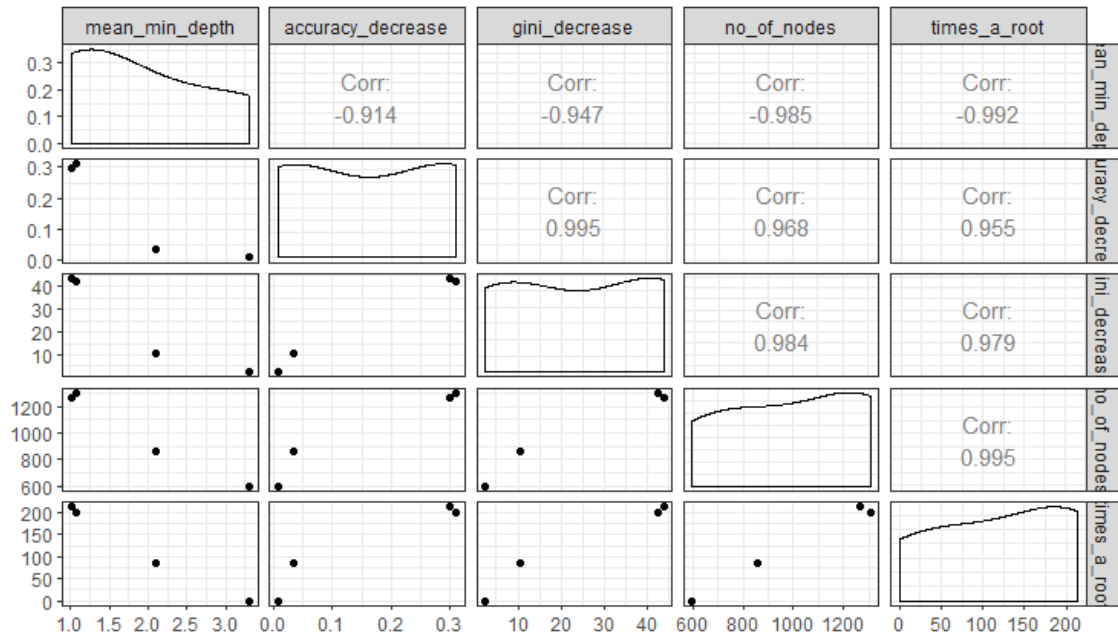 mean_min_depth accuracy_decrease gini_decrease no_of_nodes times_a_root
0.3
0.2
0.1
0.0
Corr:
-0.914
Corr:
-0.947
Corr:
-0.985
Corr:
-0.992
an_min_dep
0.3
0.2
0.1
0.0
Corr:
0.995
Corr:
0.968
Corr:
0.955
uracy_decre
40
30
20
10
Corr:
0.984
Corr:
0.979
ini_decreas
1200
1000
800
600
Corr:
0.995
no_of_nodes
200
150
100
50
0
times_a_root
1.0 1.5 2.0 2.5 3.0 0.0 0.1 0.2 0.3 10 20 30 40 600 800 1000 1200 0 50 100 150 200